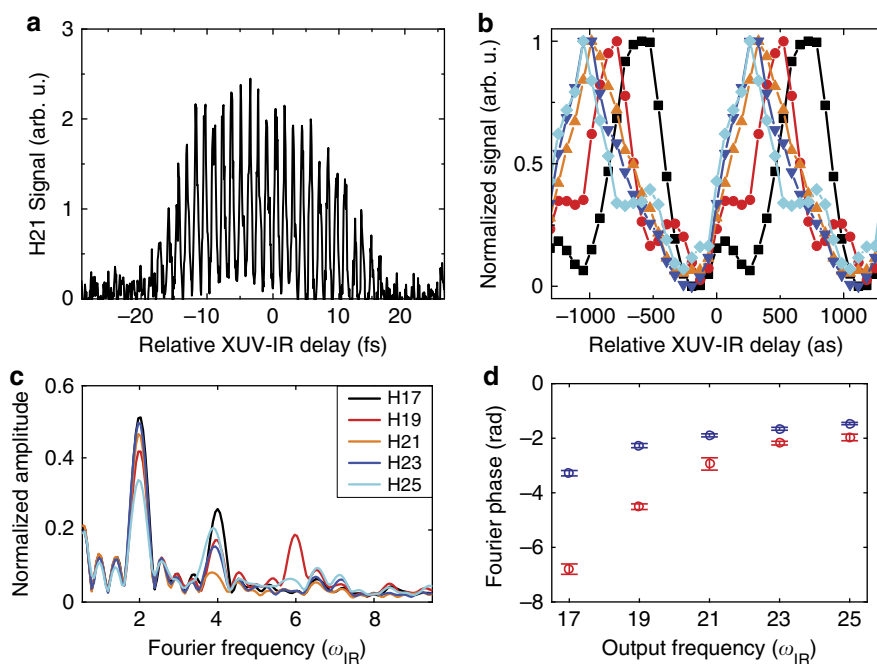 a
H21 Signal (arb. u.)
3
2
1
0
−20
−10
0
10
20
Relative XUV-IR delay (fs)
b
Normalized signal (arb. u.)
1
0.5
0
−1000
−500
0
500
1000
Relative XUV-IR delay (as)
c
Normalized amplitude
0.6
0.4
0.2
0
2
4
6
8
Fourier frequency (ω_IR)
H17
H19
H21
H23
H25
d
Fourier phase (rad)
0
−2
−4
−6
−8
17
19
21
23
25
Output frequency (ω_IR)